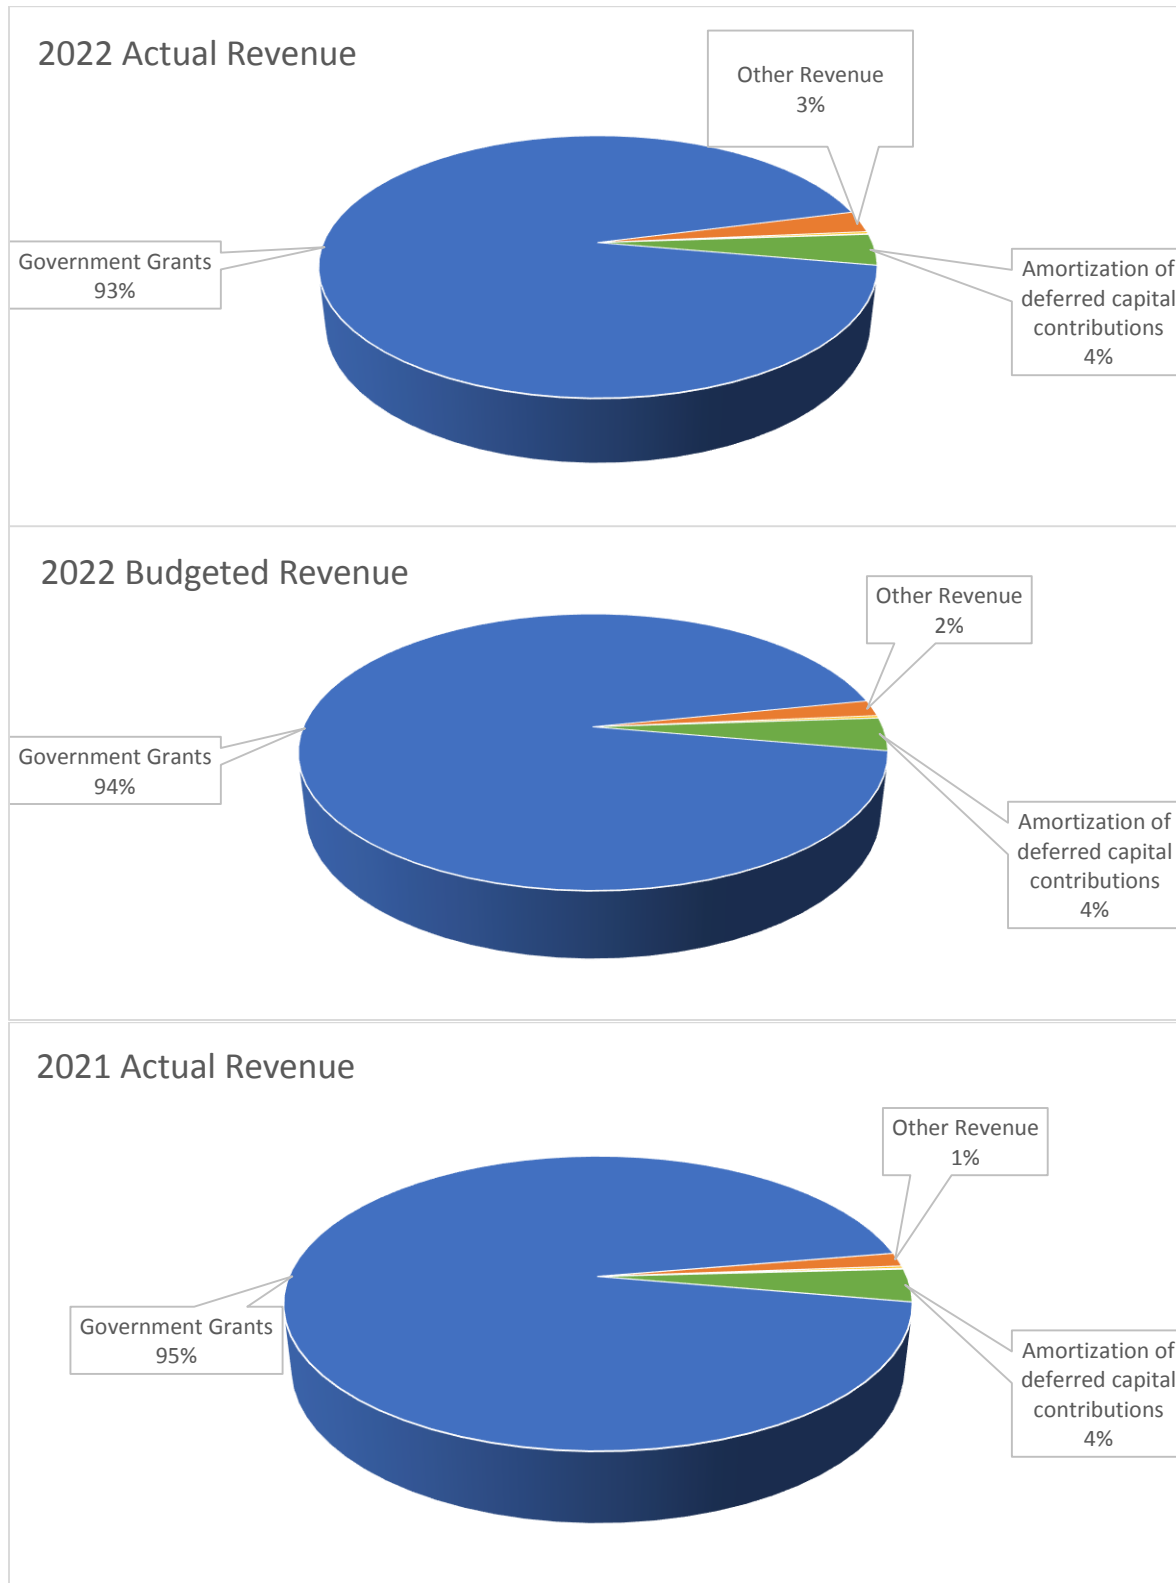 2022 Actual Revenue
Other Revenue
3%
Government Grants
93%
Amortization of
deferred capital
contributions
4%
2022 Budgeted Revenue
Other Revenue
2%
Government Grants
94%
Amortization of
deferred capital
contributions
4%
2021 Actual Revenue
Other Revenue
1%
Government Grants
95%
Amortization of
deferred capital
contributions
4%